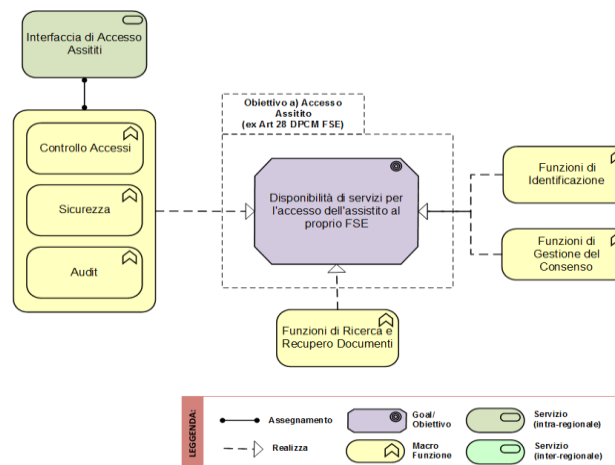 Interfaccia di Accesso
Assititi
Controllo Accessi
Sicurezza
Audit
Obiettivo a) Accesso
Assitito
(ex Art 28 DPCM FSE)
Disponibilità di servizi per
l'accesso dell'assistito al
proprio FSE
Funzioni di
Identificazione
Funzioni di
Gestione del
Consenso
Funzioni di Ricerca e
Recupero Documenti
LEGGENDA:
Assegnamento
Realizza
Goal/
Obiettivo
Macro
Funzione
Servizio
(intra-regionale)
Servizio
(inter-regionale)